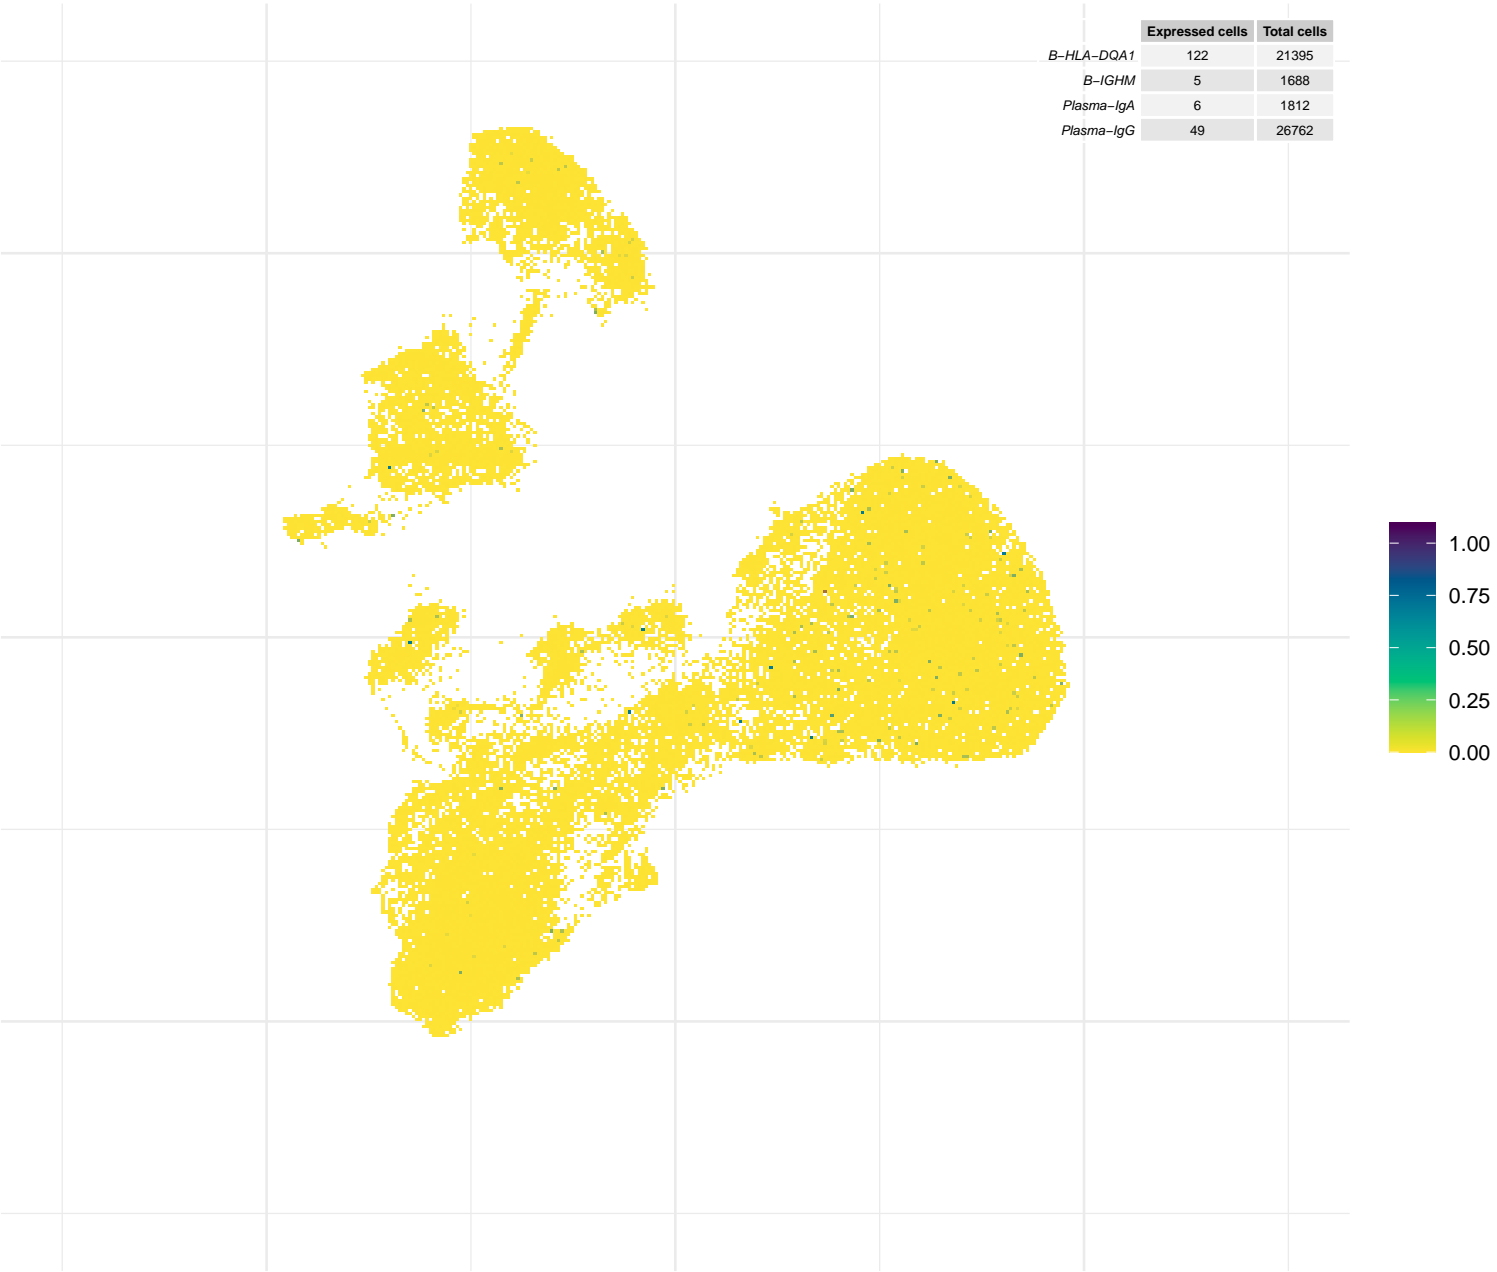 Expressed cells Total cells
B−HLA−DQA1 122 21395
B−IGHM 5 1688
Plasma−IgA 6 1812
Plasma−IgG 49 26762
1.00
0.75
0.50
0.25
0.00